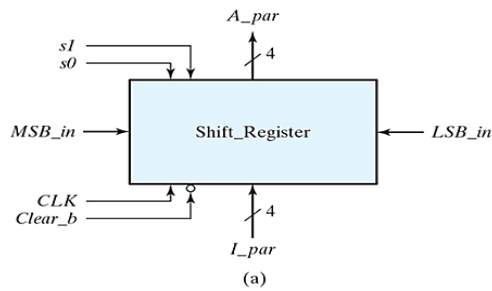 A_par
s1
s0
4
MSB_in
Shift_Register
LSB_in
CLK
Clear_b
4
I_par
(a)